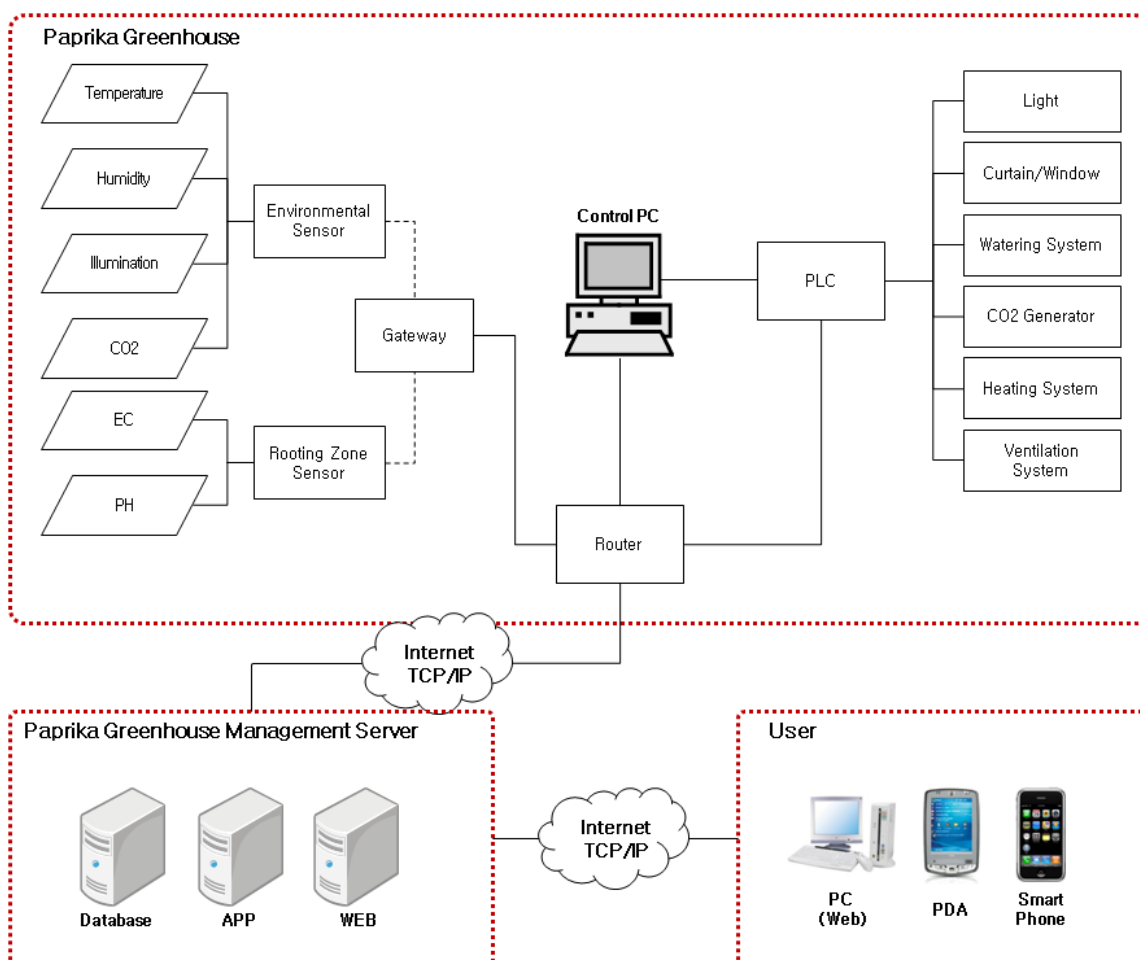 Paprika Greenhouse
Temperature
Humidity
Illumination
CO2
EC
PH
Environmental
Sensor
Rooting Zone
Sensor
Gateway
Control PC
PLC
Router
Light
Curtain/Window
Watering System
CO2 Generator
Heating System
Ventilation
System
Internet
TCP/IP
Paprika Greenhouse Management Server
Database
APP
WEB
Internet
TCP/IP
User
PC
(Web)
PDA
Smart
Phone